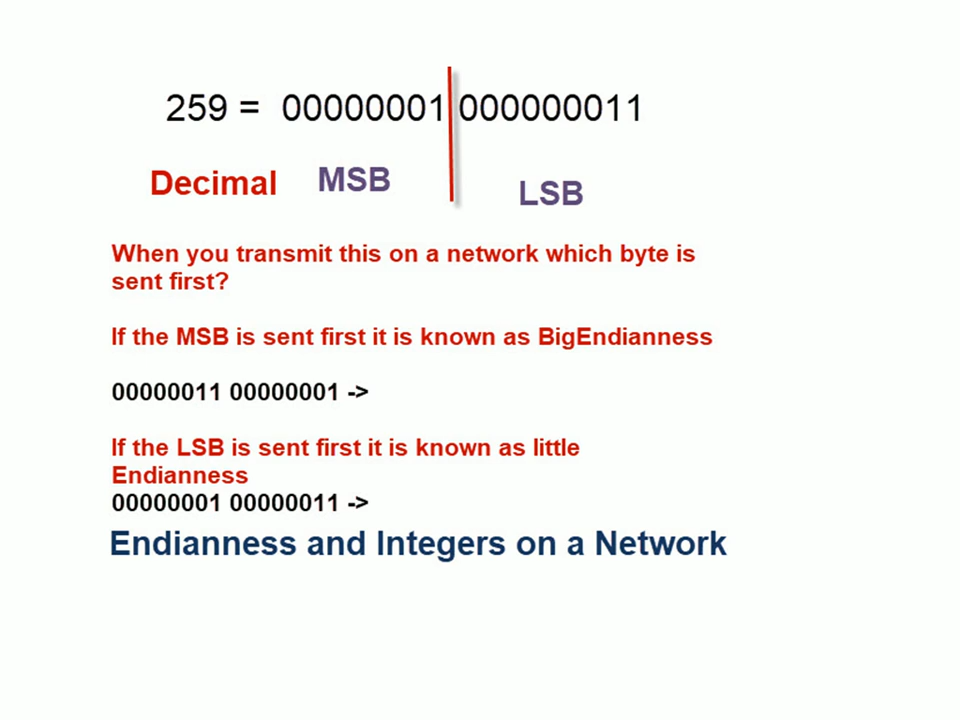 259 = 00000001 000000011
Decimal MSB LSB
When you transmit this on a network which byte is
sent first?
If the MSB is sent first it is known as BigEndianness
00000011 00000001 ->
If the LSB is sent first it is known as little
Endianness
00000001 00000011 ->
Endianness and Integers on a Network